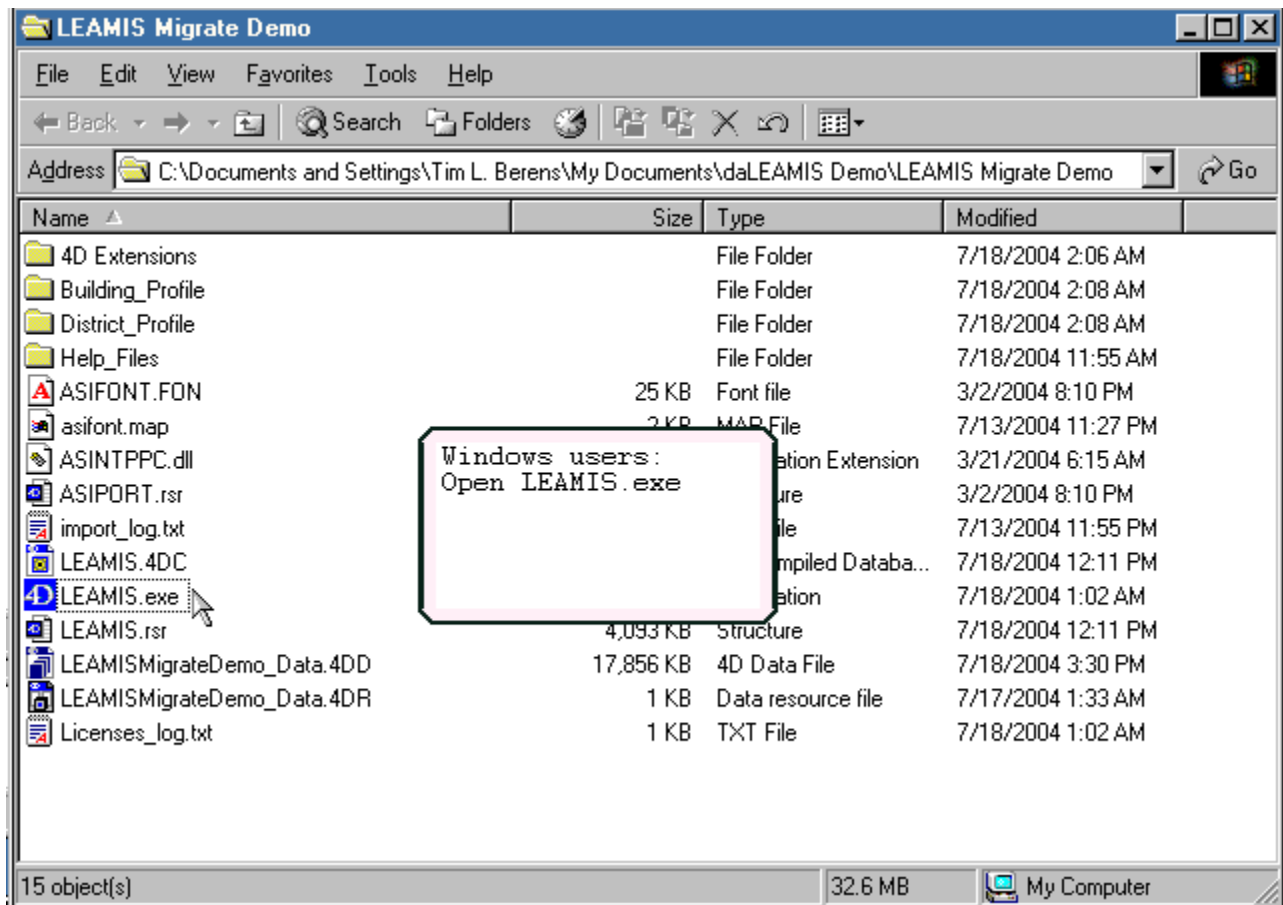 LEAMIS Migrate Demo
File Edit View Favorites Tools Help
Back Search Folders
Address C:\Documents and Settings\Tim L. Berens\My Documents\daLEAMIS Demo\LEAMIS Migrate Demo Go
Name Size Type Modified
4D Extensions File Folder 7/18/2004 2:06 AM
Building_Profile File Folder 7/18/2004 2:08 AM
District_Profile File Folder 7/18/2004 2:08 AM
Help_Files File Folder 7/18/2004 11:55 AM
ASIFONT.FON 25 KB Font file 3/2/2004 8:10 PM
asifont.map 2 KB MAP File 7/13/2004 11:27 PM
Windows users:
Open LEAMIS.exe
ASINTPPC.dll Extension 3/21/2004 6:15 AM
ASIPORT.rsr 3/2/2004 8:10 PM
import_log.txt 7/13/2004 11:55 PM
LEAMIS.4DC Databa... 7/18/2004 12:11 PM
LEAMIS.exe 7/18/2004 1:02 AM
LEAMIS.rsr 4,093 KB Structure 7/18/2004 12:11 PM
LEAMISMigrateDemo_Data.4DD 17,856 KB 4D Data File 7/18/2004 3:30 PM
LEAMISMigrateDemo_Data.4DR 1 KB Data resource file 7/17/2004 1:33 AM
Licenses_log.txt 1 KB TXT File 7/18/2004 1:02 AM
15 object(s) 32.6 MB My Computer